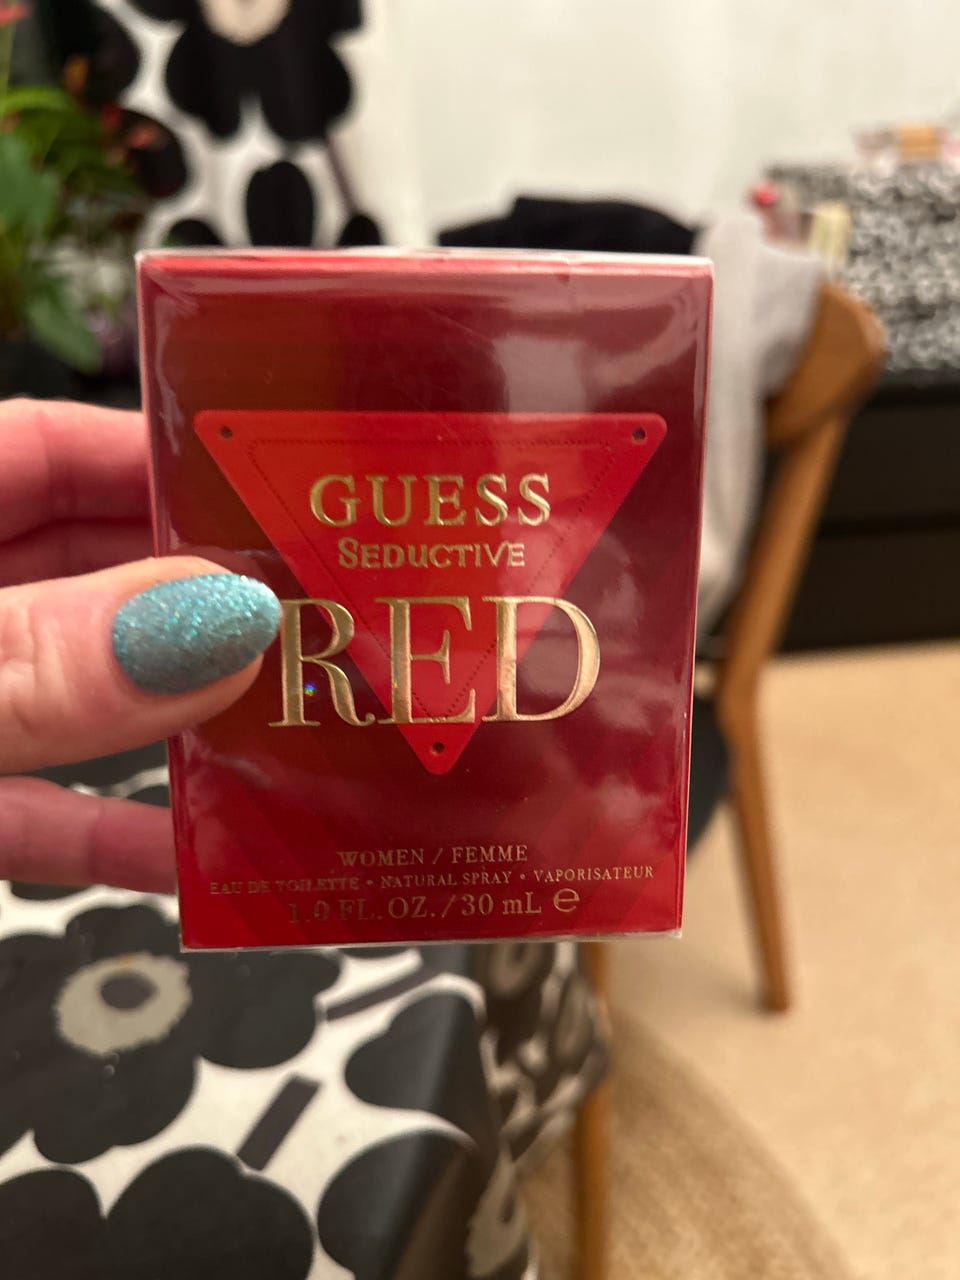 GUESS
SEDUCTIVE
RED
WOMEN / FEMME
EAU DE TOILETTE • NATURAL SPRAY • VAPORISATEUR
1.0 FL. OZ. / 30 mL ℮